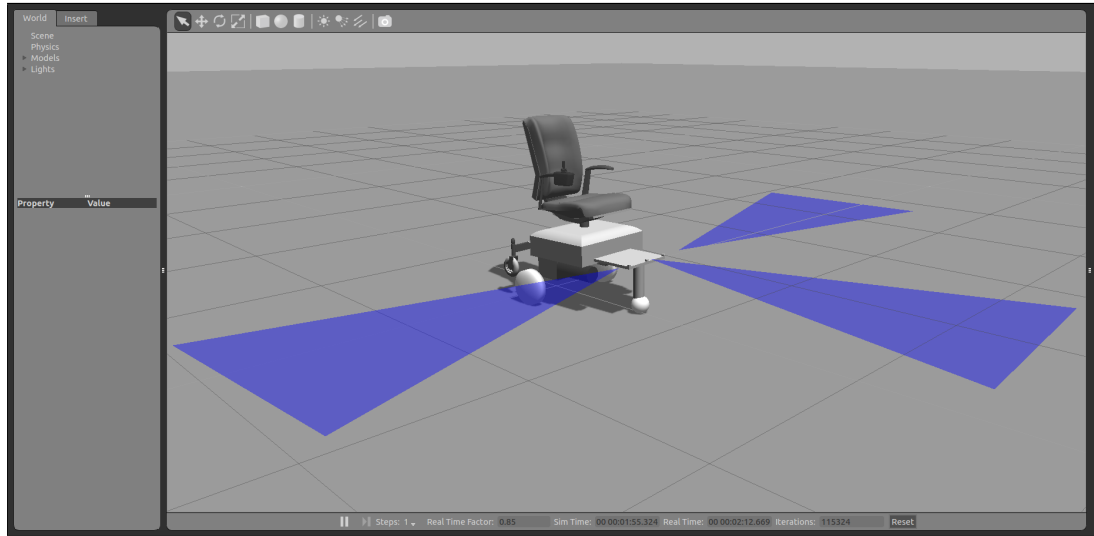 World Insert
Scene
Physics
Models
Lights
Property Value
Steps: 1 Real Time Factor: 0.85 Sim Time: 00 00:01:55.324 Real Time: 00 00:02:12.669 Iterations: 115324 Reset